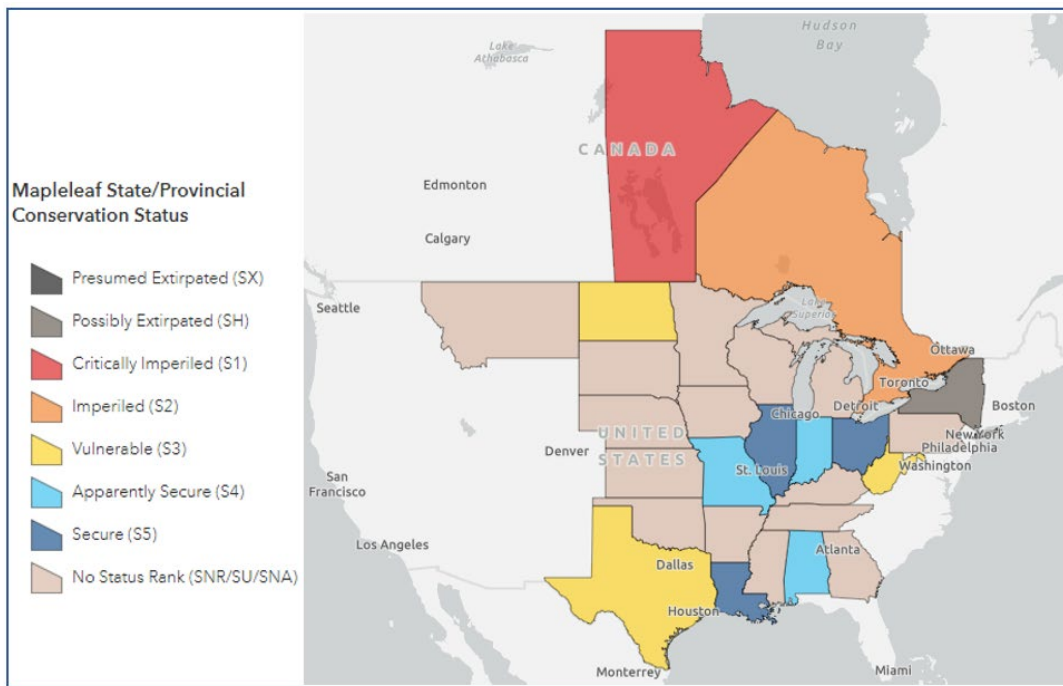 Mapleleaf State/Provincial
Conservation Status
Presumed Extirpated (SX)
Possibly Extirpated (SH)
Critically Imperiled (S1)
Imperiled (S2)
Vulnerable (S3)
Apparently Secure (S4)
Secure (S5)
No Status Rank (SNR/SU/SNA)
Hudson
Bay
Lake
Athabasca
CANADA
Edmonton
Calgary
Seattle
Lake
Superior
Ottawa
Toronto
Boston
Chicago
Detroit
New York
Philadelphia
UNITED
STATES
Denver
St. Louis
Washington
San
Francisco
Los Angeles
Dallas
Atlanta
Houston
Monterrey
Miami